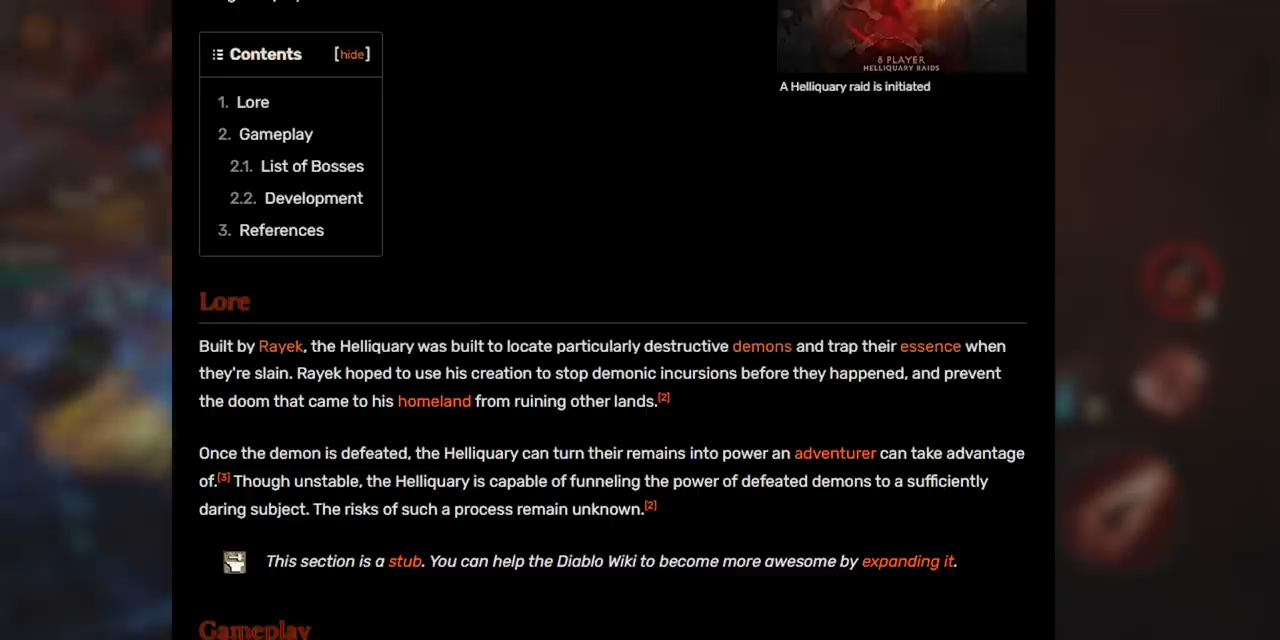 8 PLAYER
HELLIQUARY RAIDS
A Helliquary raid is initiated
Contents [hide]
1. Lore
2. Gameplay
2.1. List of Bosses
2.2. Development
3. References
Lore
Built by Rayek, the Helliquary was built to locate particularly destructive demons and trap their essence when
they're slain. Rayek hoped to use his creation to stop demonic incursions before they happened, and prevent
the doom that came to his homeland from ruining other lands.[2]
Once the demon is defeated, the Helliquary can turn their remains into power an adventurer can take advantage
of.[3] Though unstable, the Helliquary is capable of funneling the power of defeated demons to a sufficiently
daring subject. The risks of such a process remain unknown.[2]
This section is a stub. You can help the Diablo Wiki to become more awesome by expanding it.
Gameplay